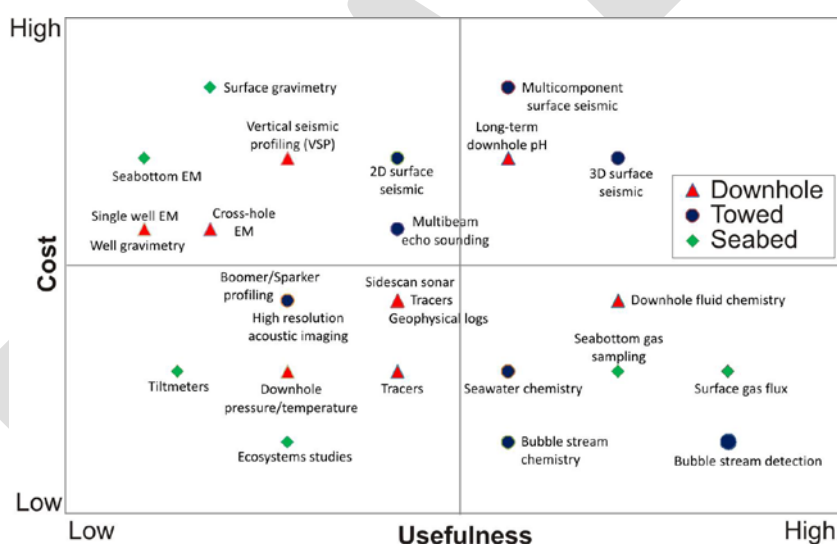 High
Surface gravimetry
Multicomponent
surface seismic
Vertical seismic
profiling (VSP)
Long-term
downhole pH
Seabottom EM
2D surface
seismic
3D surface
seismic
Downhole
Towed
Seabed
Single well EM
Well gravimetry
Cross-hole
EM
Multibeam
echo sounding
Cost
Boomer/Sparker
profiling
High resolution
acoustic imaging
Sidescan sonar
Tracers
Geophysical logs
Downhole fluid chemistry
Seabottom gas
sampling
Tiltmeters
Downhole
pressure/temperature
Tracers
Seawater chemistry
Surface gas flux
Ecosystems studies
Bubble stream
chemistry
Bubble stream detection
Low
Low
Usefulness
High